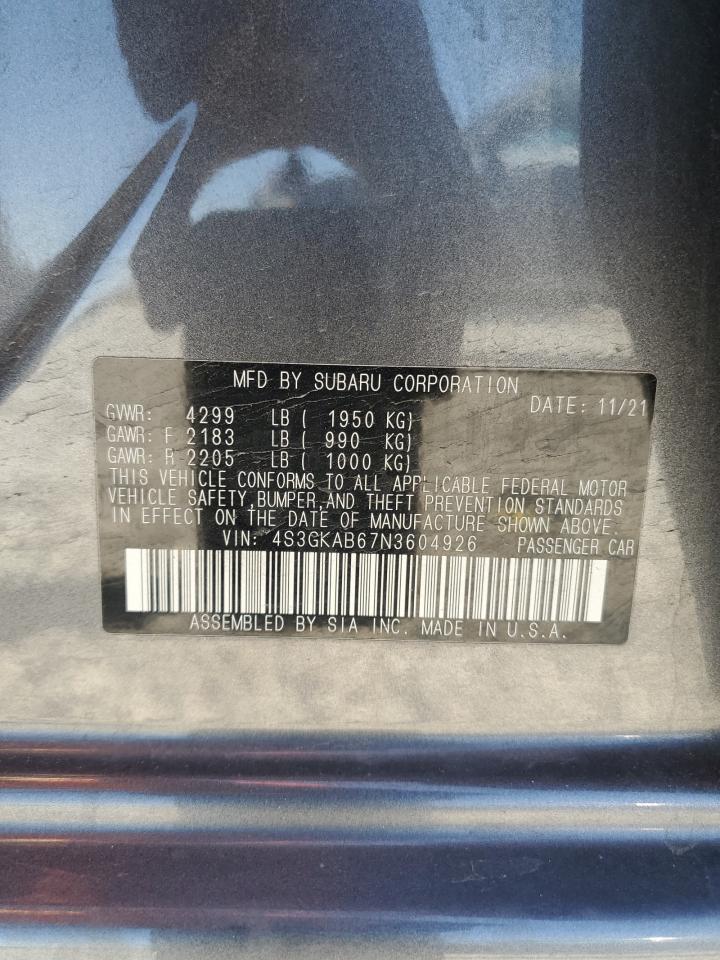 MFD BY SUBARU CORPORATION
DATE: 11/21
GVWR: 4299 LB ( 1950 KG)
GAWR: F 2183 LB ( 990 KG)
GAWR: R 2205 LB ( 1000 KG)
THIS VEHICLE CONFORMS TO ALL APPLICABLE FEDERAL MOTOR
VEHICLE SAFETY, BUMPER, AND THEFT PREVENTION STANDARDS
IN EFFECT ON THE DATE OF MANUFACTURE SHOWN ABOVE.
VIN: 4S3GKAB67N3604926 PASSENGER CAR
ASSEMBLED BY SIA INC. MADE IN U.S.A.